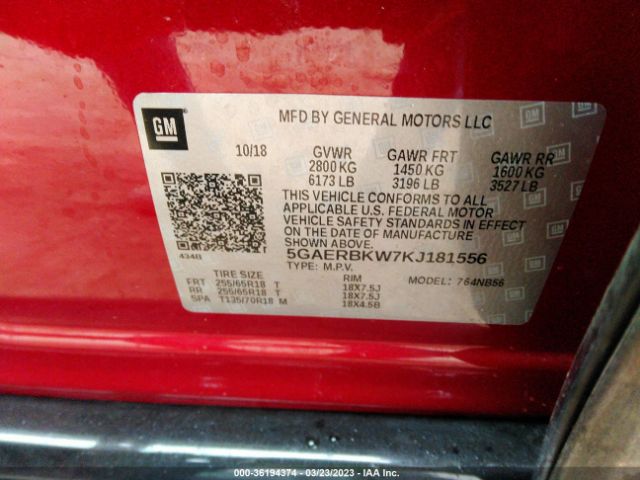 GM
MFD BY GENERAL MOTORS LLC
10/18 GVWR GAWR FRT GAWR RR
2800 KG 1450 KG 1600 KG
6173 LB 3196 LB 3527 LB
THIS VEHICLE CONFORMS TO ALL
APPLICABLE U.S. FEDERAL MOTOR
VEHICLE SAFETY STANDARDS IN EFFECT
ON THE DATE OF MANUFACTURE
SHOWN ABOVE.
434B 5GAERBKW7KJ181556
TYPE: M.P.V. MODEL: 764NB56
TIRE SIZE RIM
FRT 255/65R18 T 18X7.5J
RR 255/65R18 T 18X7.5J
SPA T135/70R18 M 18X4.5B
000-36194374 | 03/23/2023 | IAA Inc.